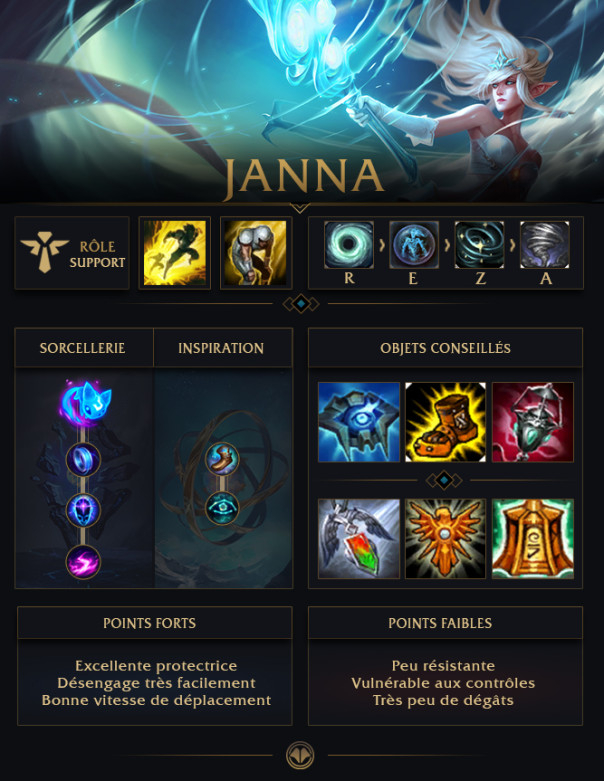 JANNA
RÔLE
SUPPORT
R
E
Z
A
SORCELLERIE
INSPIRATION
OBJETS CONSEILLÉS
POINTS FORTS
Excellente protectrice
Désengage très facilement
Bonne vitesse de déplacement
POINTS FAIBLES
Peu résistante
Vulnérable aux contrôles
Très peu de dégâts